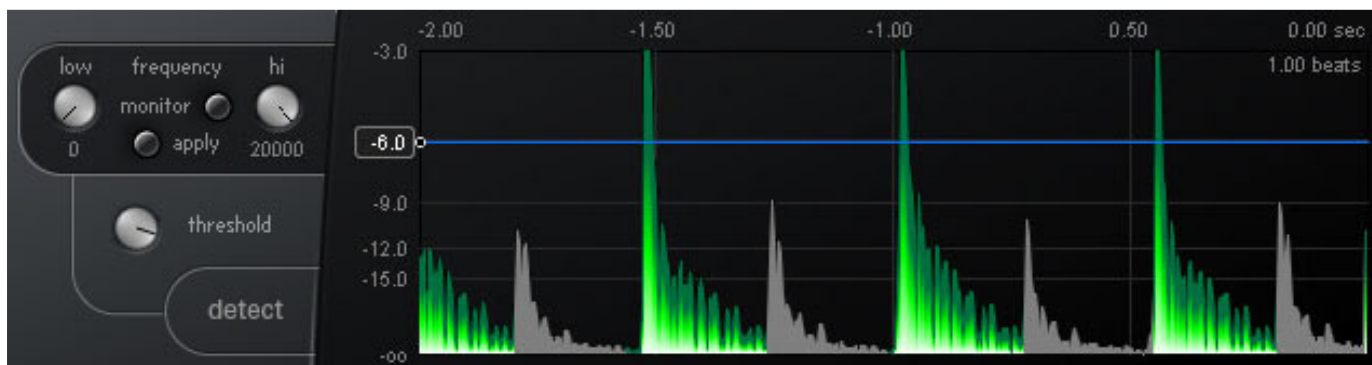 low frequency hi
monitor
apply
0 20000
threshold
detect
-2.00 -1.50 -1.00 0.50 0.00 sec
1.00 beats
-3.0
-6.0
-9.0
-12.0
-15.0
-oo